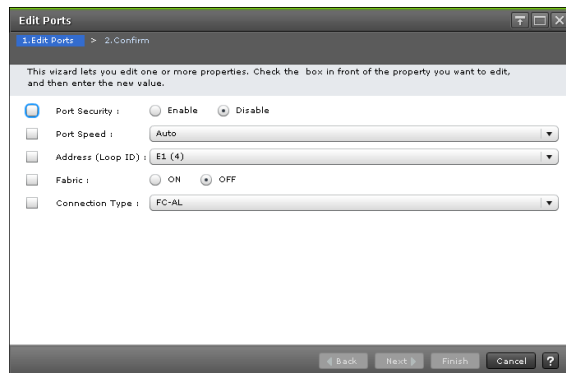 Edit Ports
1.Edit Ports > 2.Confirm
This wizard lets you edit one or more properties. Check the box in front of the property you want to edit,
and then enter the new value.
Port Security : Enable Disable
Port Speed : Auto
Address (Loop ID) : E1 (4)
Fabric : ON OFF
Connection Type : FC-AL
Back Next Finish Cancel ?